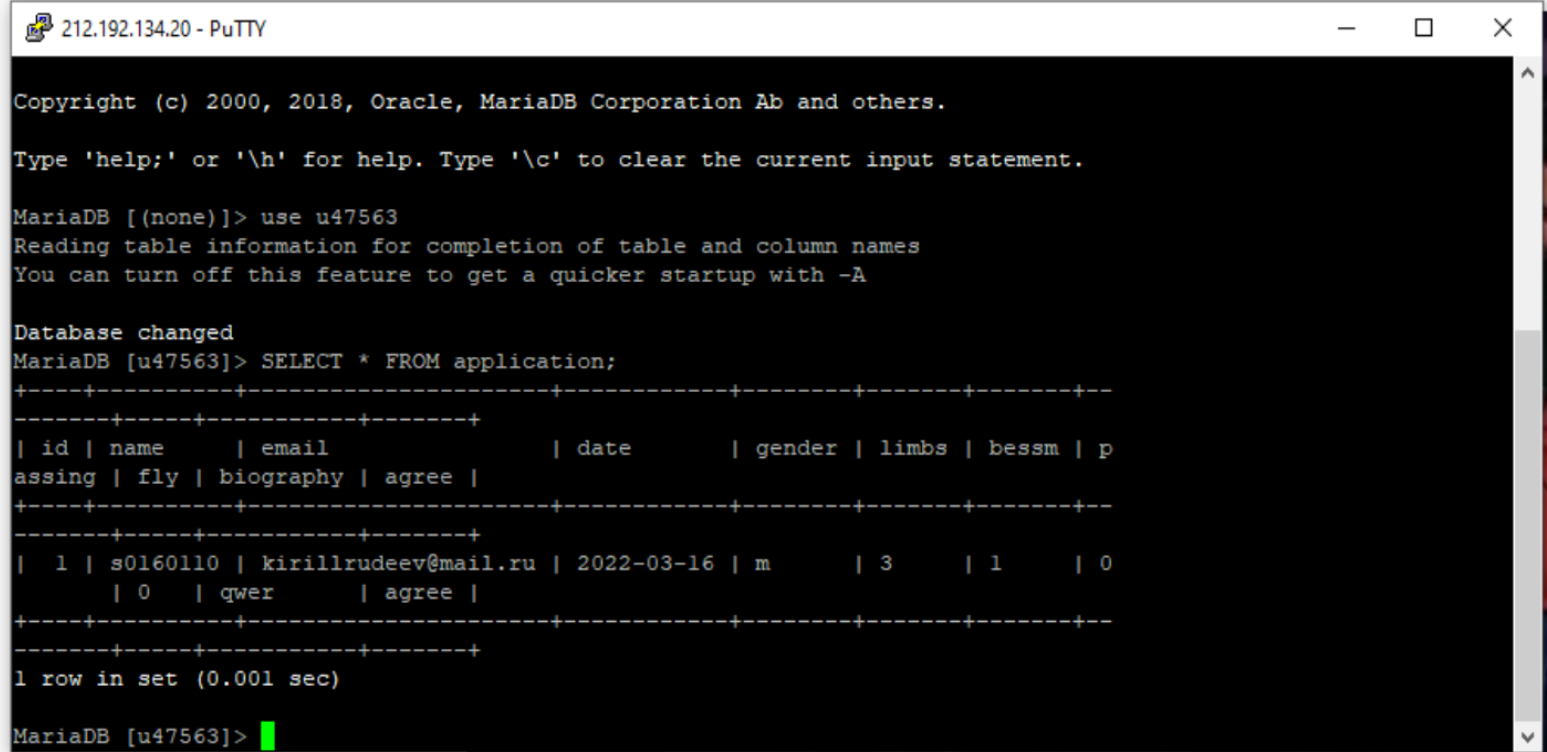 212.192.134.20 - PuTTY
Copyright (c) 2000, 2018, Oracle, MariaDB Corporation Ab and others.
Type 'help;' or '\h' for help. Type '\c' to clear the current input statement.
MariaDB [(none)]> use u47563
Reading table information for completion of table and column names
You can turn off this feature to get a quicker startup with -A
Database changed
MariaDB [u47563]> SELECT * FROM application;
+----+----------+----------------------+------------+--------+-------+-------+--
-------+-----+-----------+-------+
| id | name     | email                | date       | gender | limbs | bessm | p
assing | fly | biography | agree |
+----+----------+----------------------+------------+--------+-------+-------+--
-------+-----+-----------+-------+
|  1 | s0160110 | kirillrudeev@mail.ru | 2022-03-16 | m      | 3     | 1     | 0
       | 0   | qwer      | agree |
+----+----------+----------------------+------------+--------+-------+-------+--
-------+-----+-----------+-------+
1 row in set (0.001 sec)
MariaDB [u47563]>